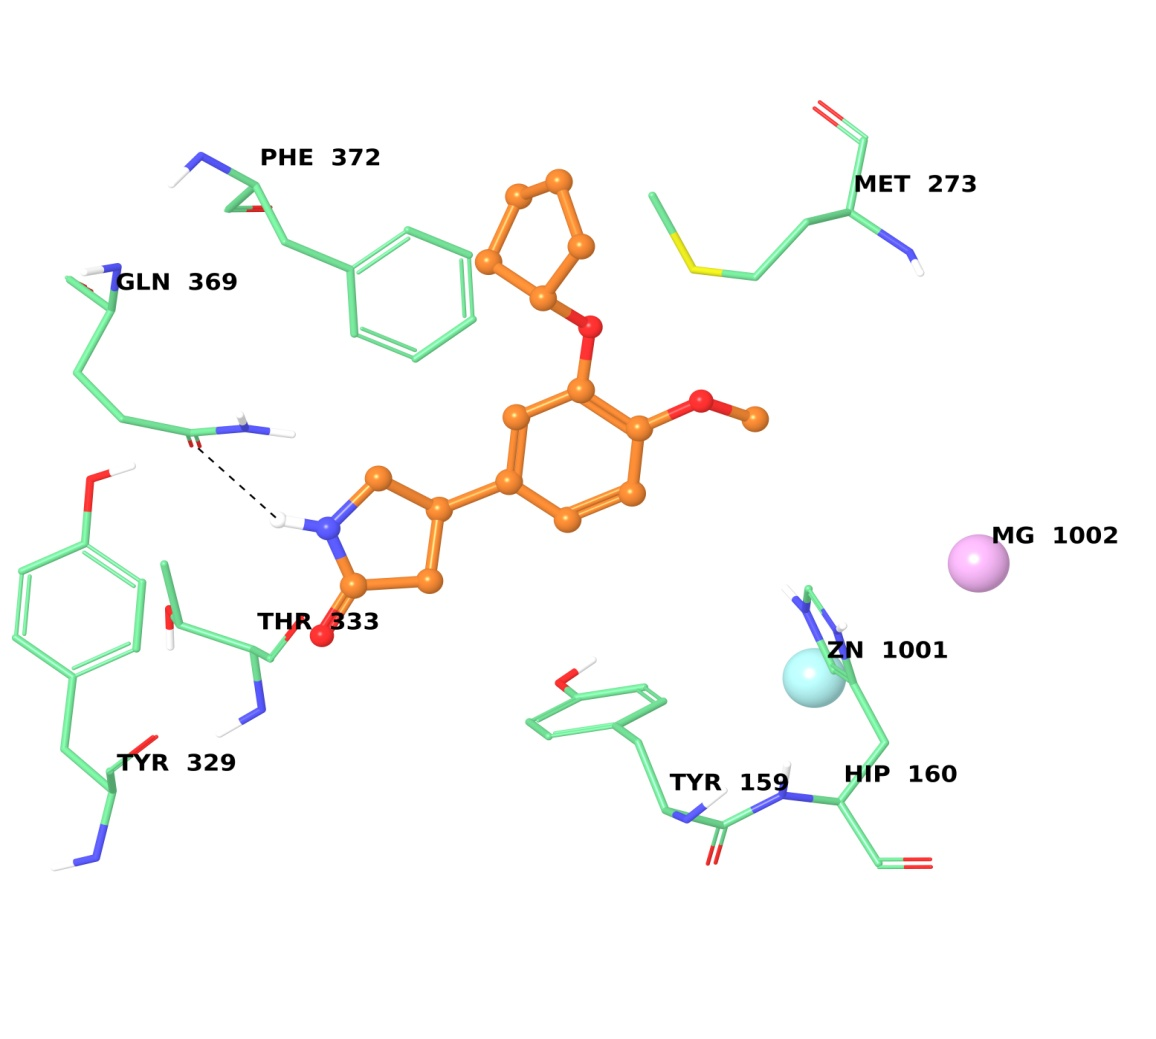 PHE 372
MET 273
GLN 369
MG 1002
THR 333
ZN 1001
TYR 329
TYR 159
HIP 160